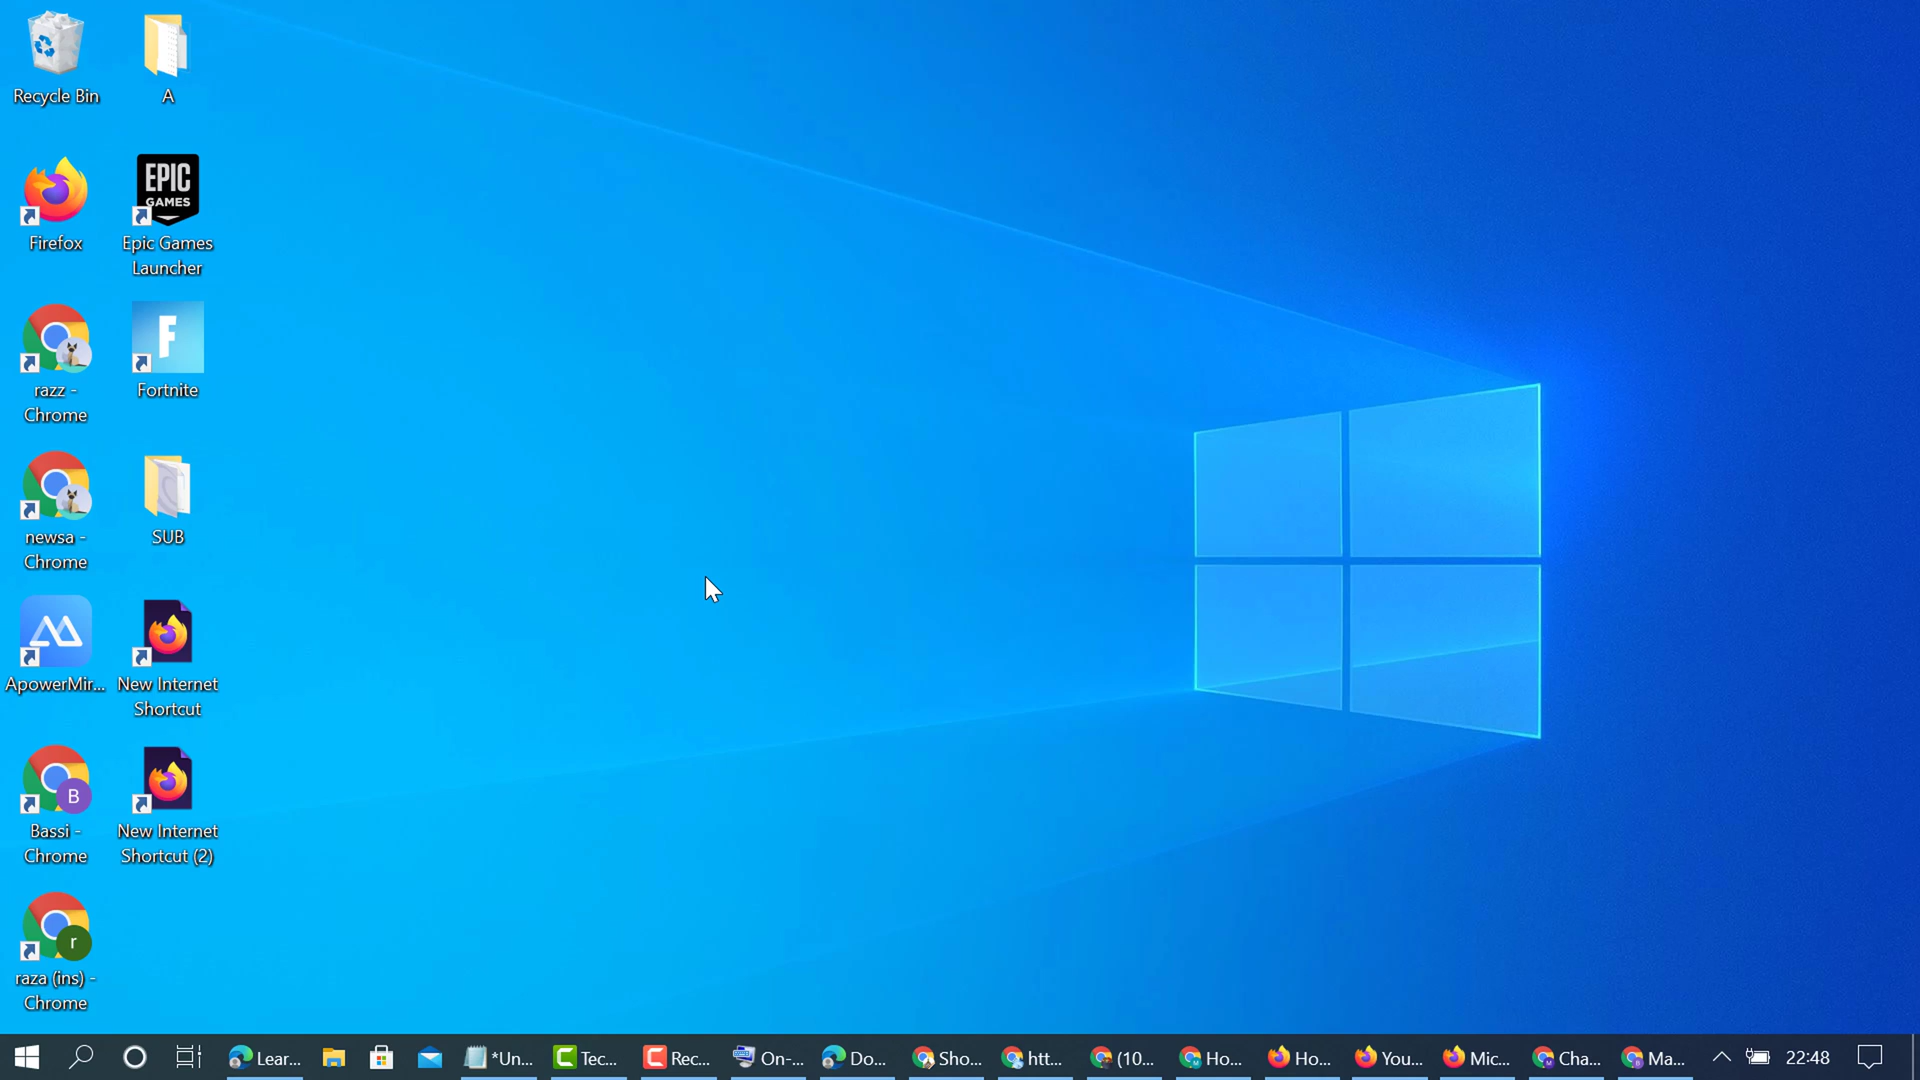 Recycle Bin
A
Firefox
EPIC
GAMES
Epic Games
Launcher
razz -
Chrome
F
Fortnite
newsa -
Chrome
SUB
ApowerMir...
New Internet
Shortcut
B
Bassi -
Chrome
New Internet
Shortcut (2)
r
raza (ins) -
Chrome
Lear...
*Un...
Tec...
Rec...
On-...
Do...
Sho...
htt...
(10...
Ho...
Ho...
You...
Mic...
Cha...
Ma...
22:48